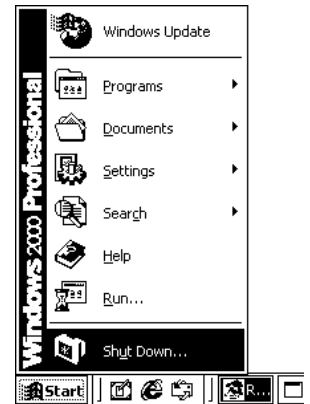 Windows Update
Programs
Documents
Settings
Search
Help
Run...
Shut Down...
Windows 2000 Professional
Start
R...